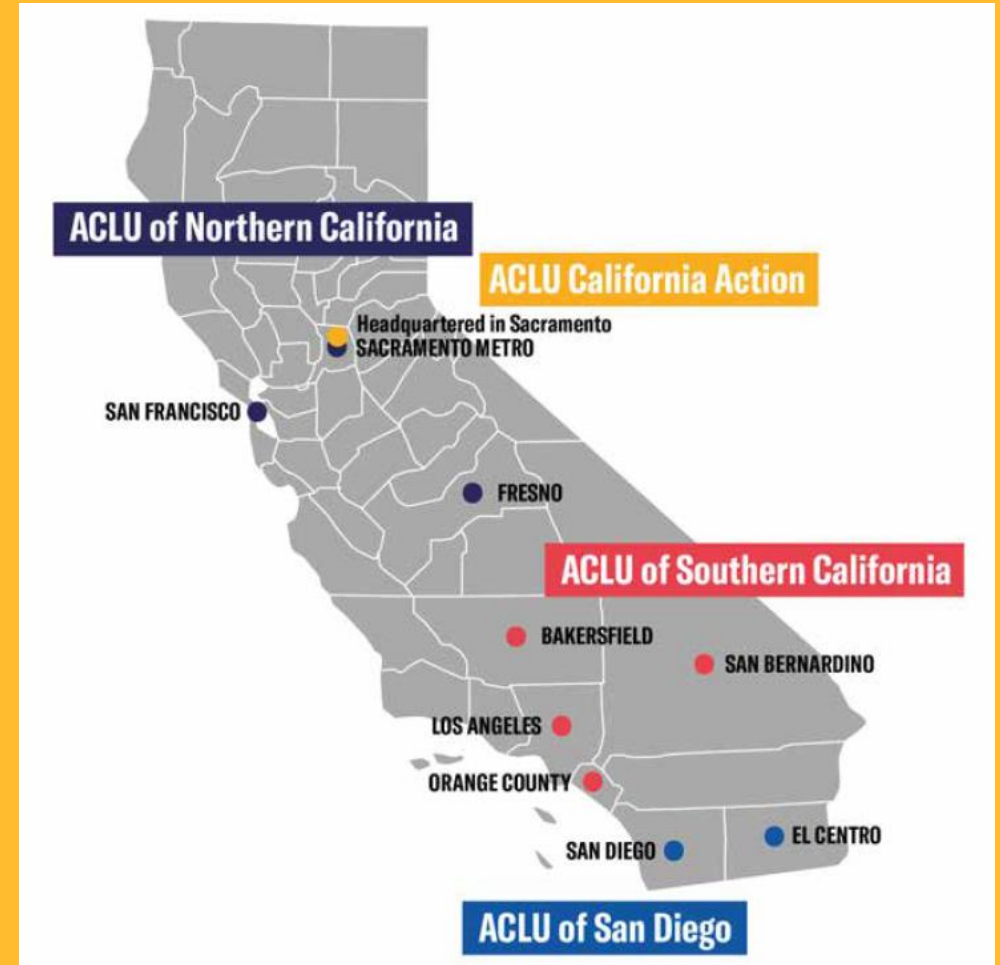 ACLU of Northern California
ACLU California Action
Headquartered in Sacramento
SACRAMENTO METRO
SAN FRANCISCO
FRESNO
ACLU of Southern California
BAKERSFIELD
SAN BERNARDINO
LOS ANGELES
ORANGE COUNTY
SAN DIEGO
EL CENTRO
ACLU of San Diego